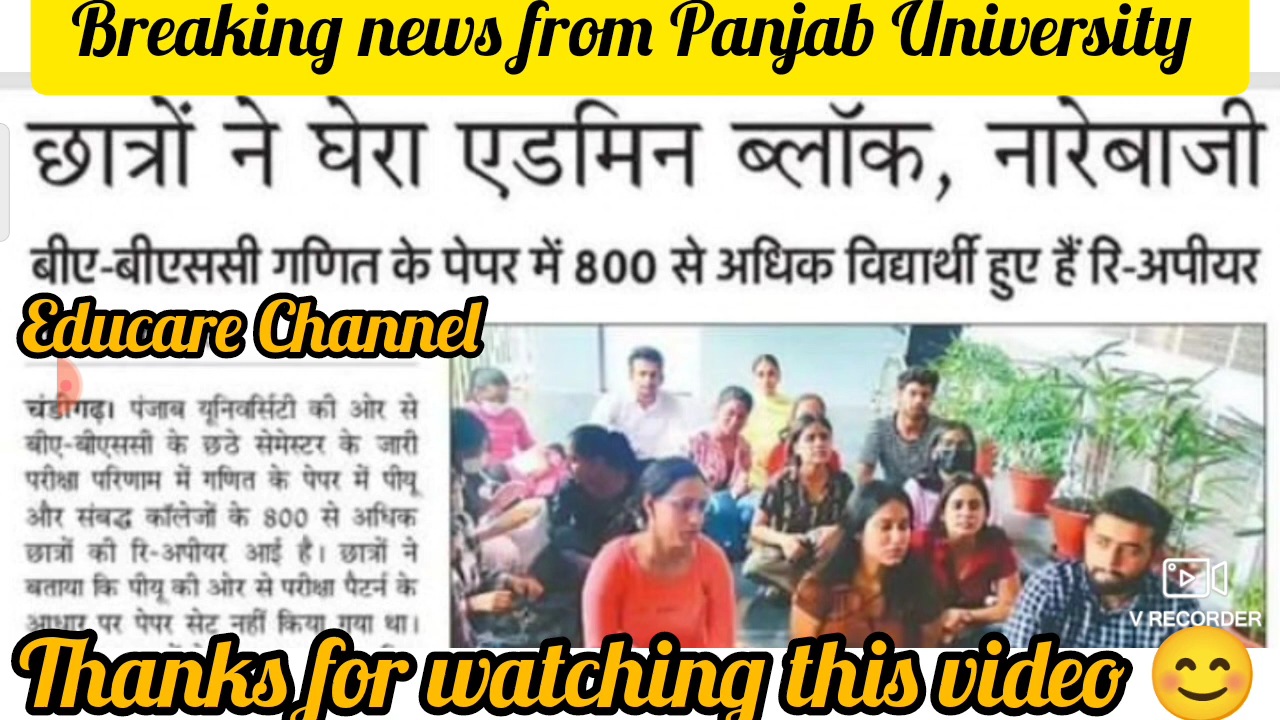 Breaking news from Panjab University
छात्रों ने घेरा एडमिन ब्लॉक, नारेबाजी
बीए-बीएससी गणित के पेपर में 800 से अधिक विद्यार्थी हुए हैं रि-अपीयर
Educare Channel
चंडीगढ़। पंजाब यूनिवर्सिटी की ओर से
बीए-बीएससी के छठे सेमेस्टर के जारी
परीक्षा परिणाम में गणित के पेपर में पीयू
और संबद्ध कॉलेजों के 800 से अधिक
छात्रों की रि-अपीयर आई है। छात्रों ने
बताया कि पीयू की ओर से परीक्षा पैटर्न के
आधार पर पेपर सेट नहीं किया गया था।
V RECORDER
Thanks for watching this video